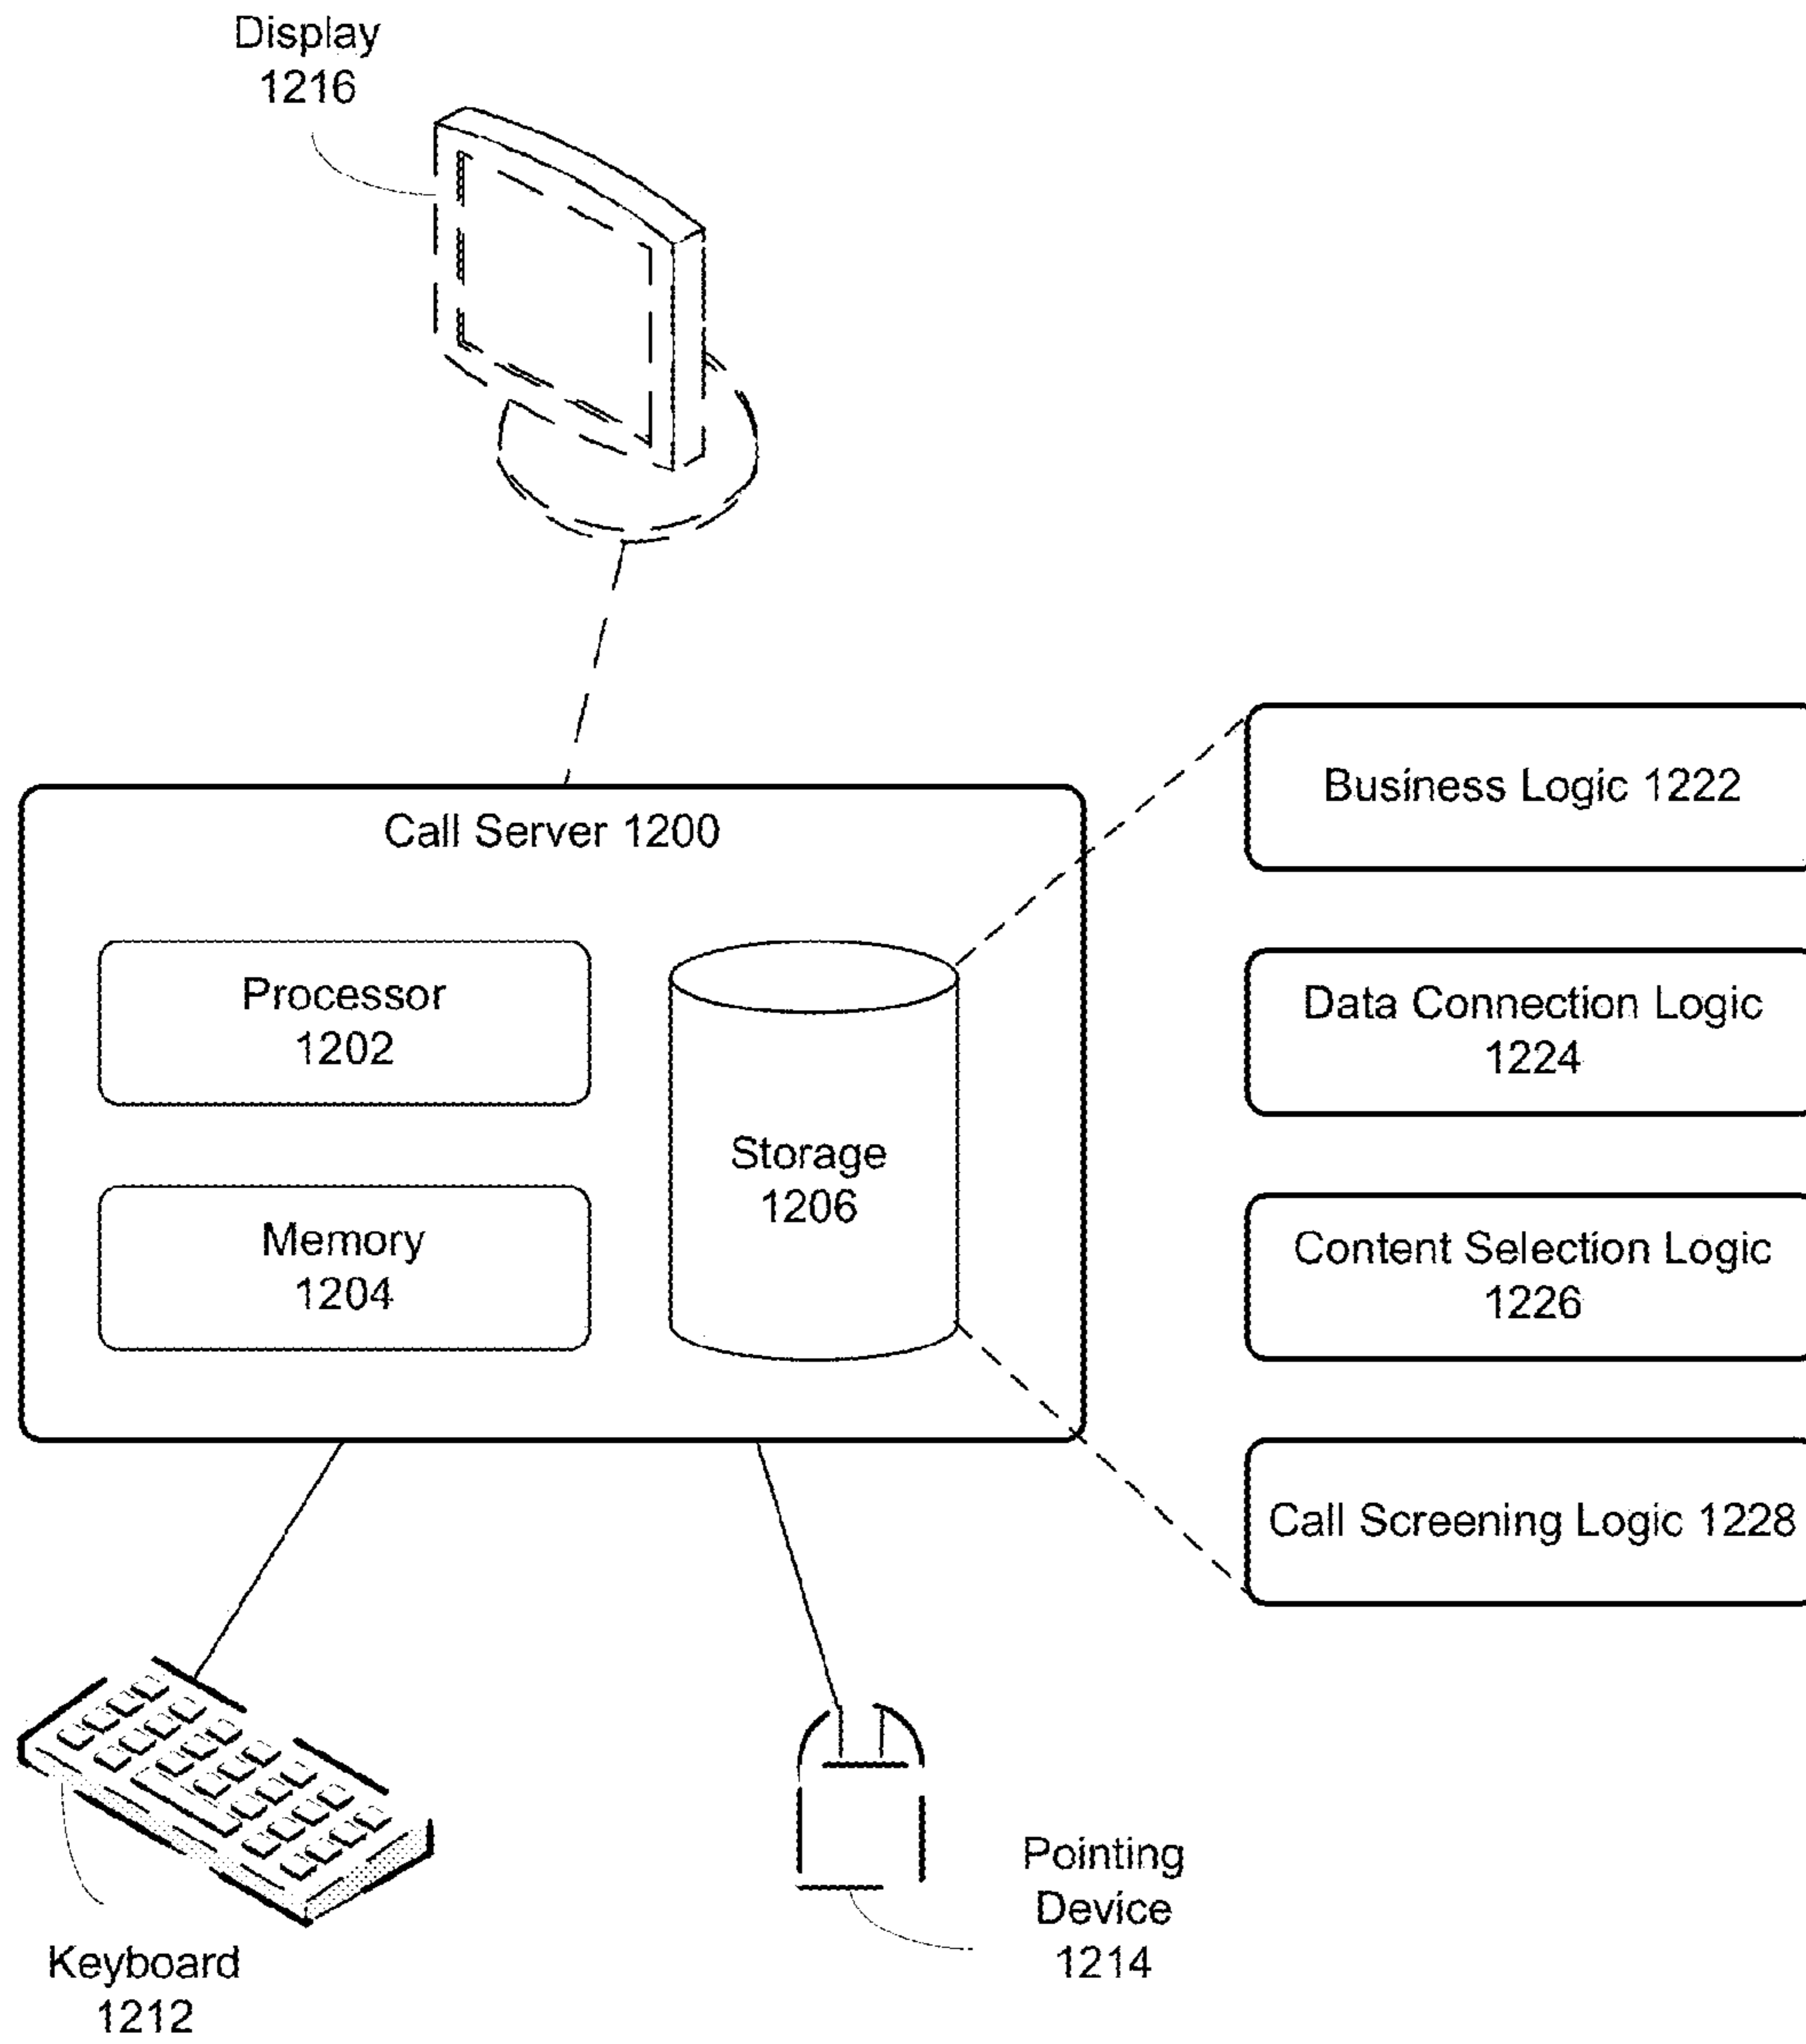 Display
1216
Call Server 1200
Processor
1202
Memory
1204
Storage
1206
Business Logic 1222
Data Connection Logic
1224
Content Selection Logic
1226
Call Screening Logic 1228
Keyboard
1212
Pointing
Device
1214